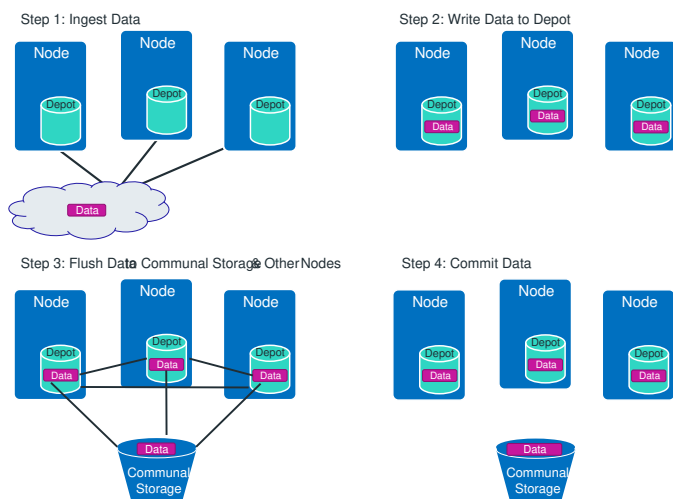 Step 1: Ingest Data
Node
Node
Node
Depot
Depot
Depot
Data
Step 2: Write Data to Depot
Node
Node
Node
Depot
Depot
Depot
Data
Data
Data
Step 3: Flush Data to Communal Storage & Other Nodes
Node
Node
Node
Depot
Depot
Depot
Data
Data
Data
Data
Communal
Storage
Step 4: Commit Data
Node
Node
Node
Depot
Depot
Depot
Data
Data
Data
Data
Communal
Storage